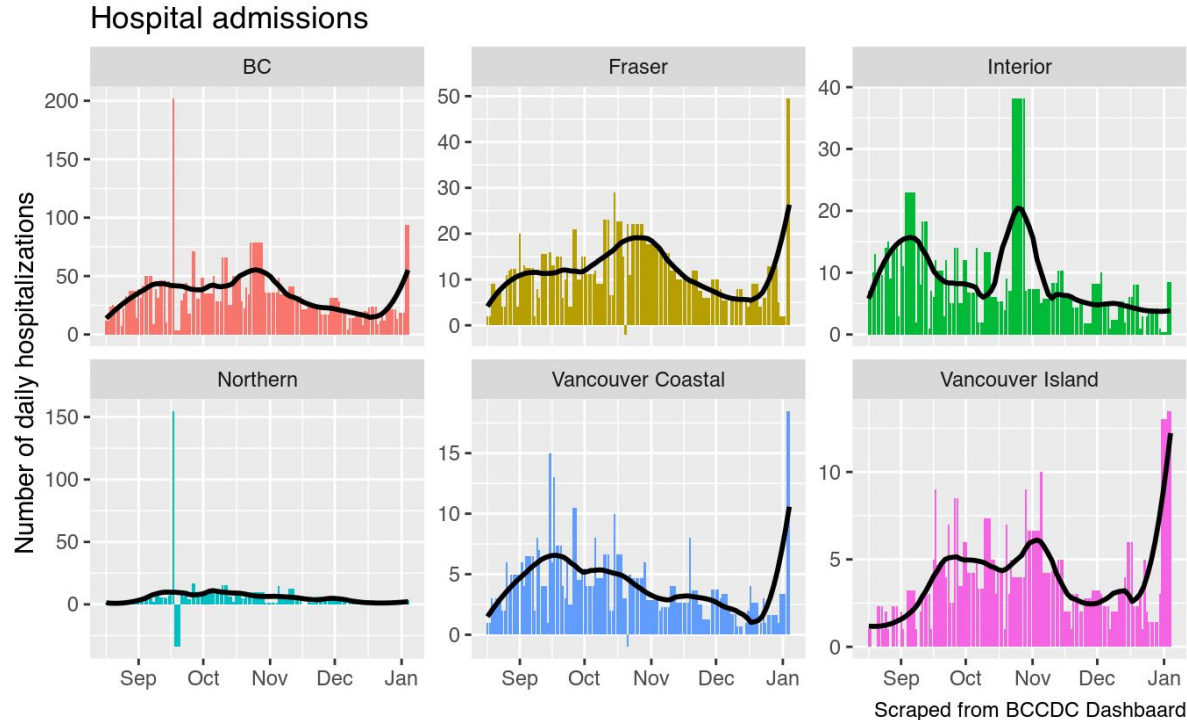 Hospital admissions
BC
Fraser
Interior
200
150
100
50
0
50
40
30
20
10
0
40
30
20
10
0
Northern
Vancouver Coastal
Vancouver Island
150
100
50
0
15
10
5
0
10
5
0
Sep Oct Nov Dec Jan
Sep Oct Nov Dec Jan
Sep Oct Nov Dec Jan
Number of daily hospitalizations
Scraped from BCCDC Dashbaard